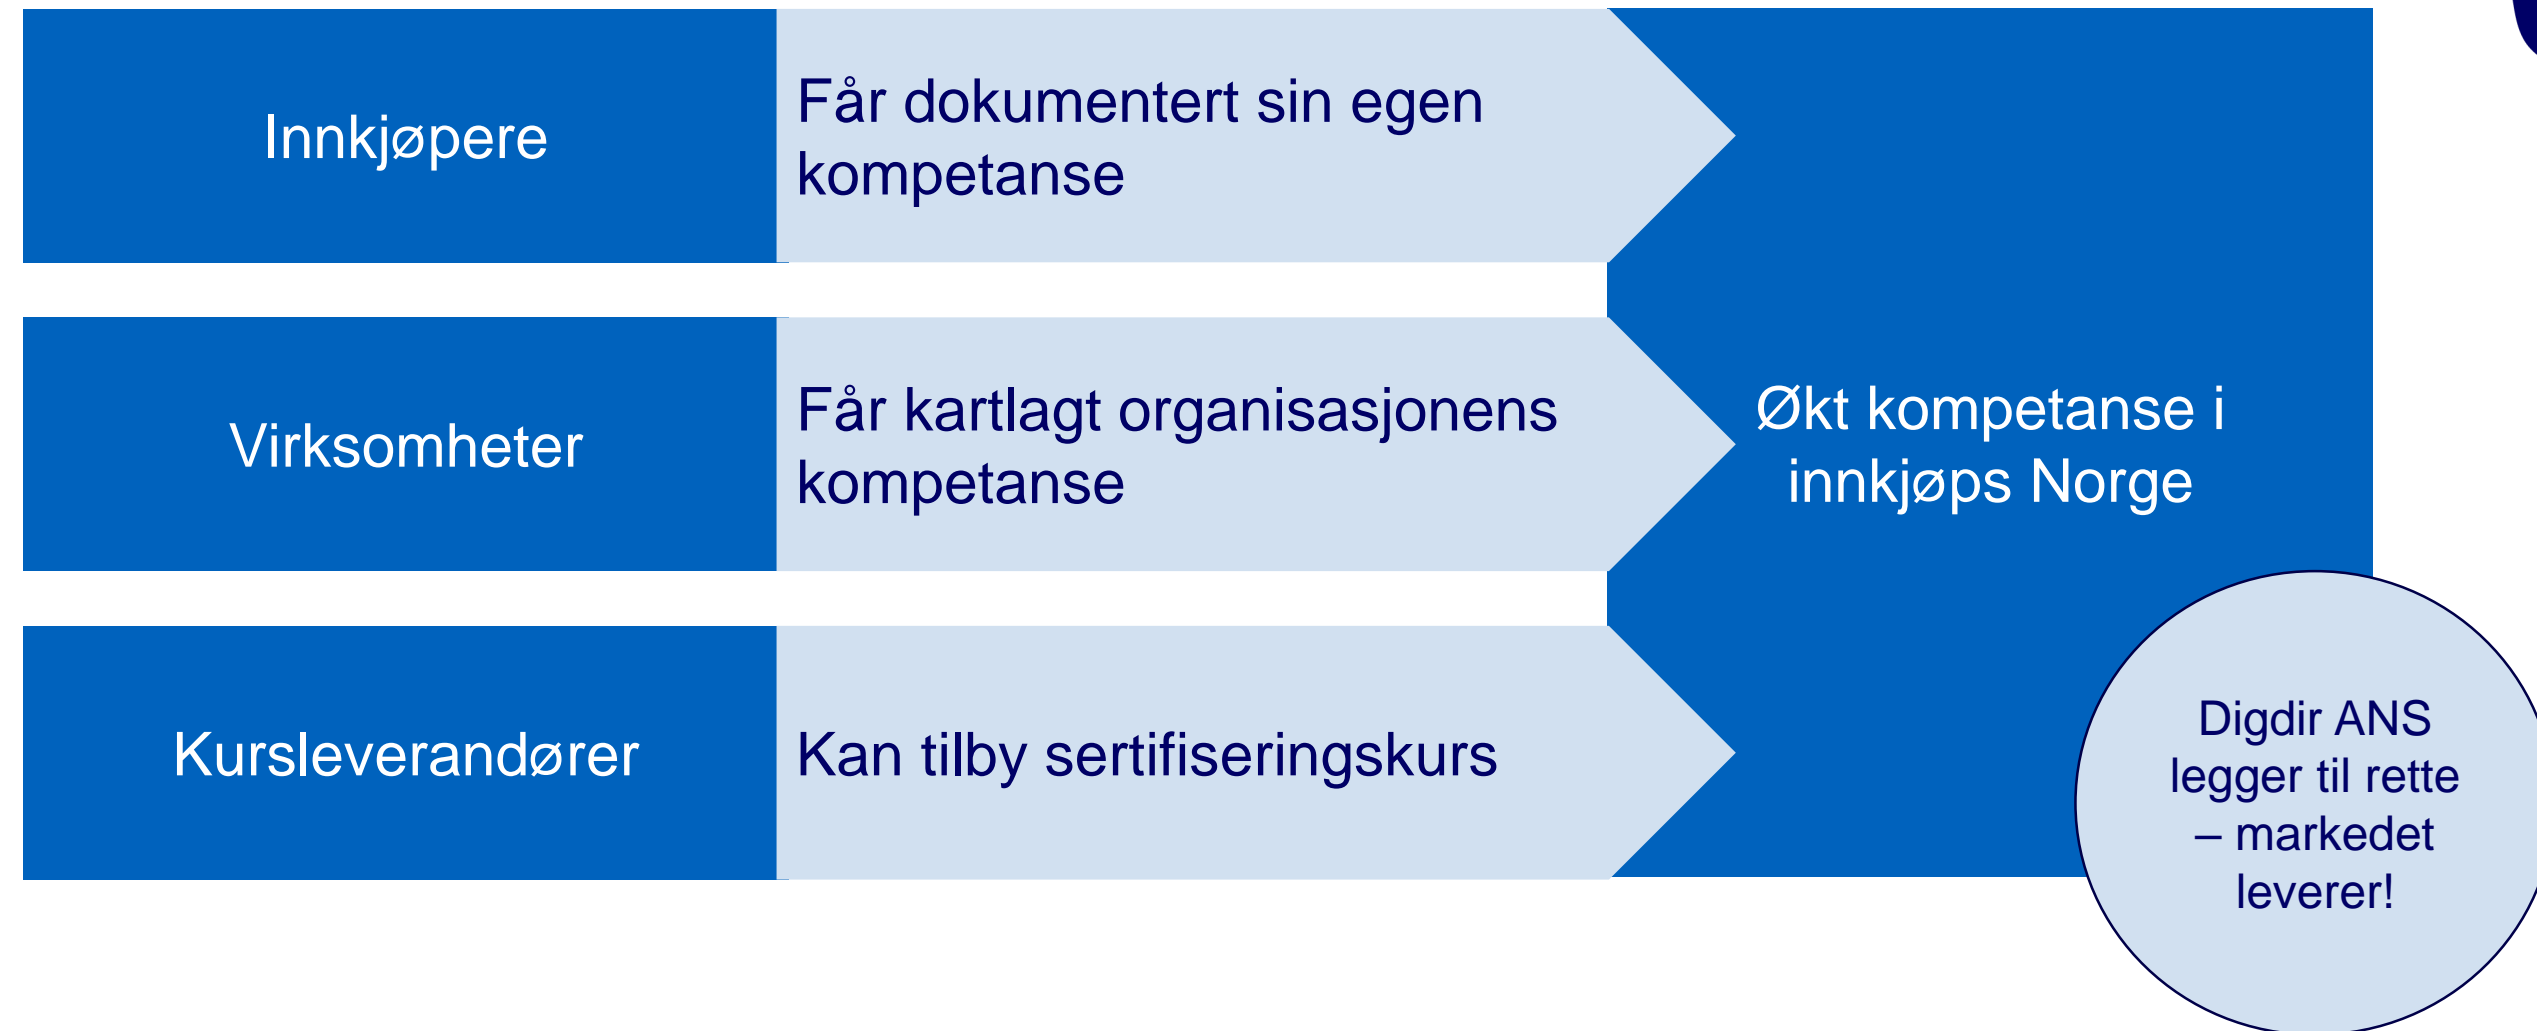 Innkjøpere
Får dokumentert sin egen
kompetanse
Virksomheter
Får kartlagt organisasjonens
kompetanse
Økt kompetanse i
innkjøps Norge
Kursleverandører
Kan tilby sertifiseringskurs
Digdir ANS
legger til rette
– markedet
leverer!